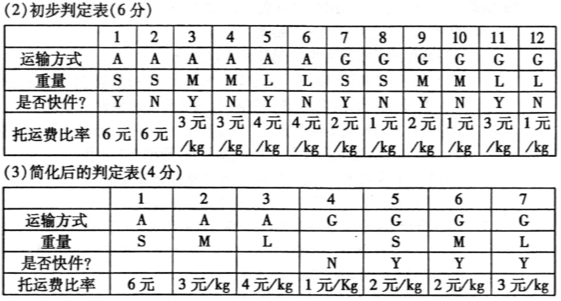 (2)初步判定表(6分)
1 2 3 4 5 6 7 8 9 10 11 12
运输方式 A A A A A A G G G G G G
重量 S S M M L L S S M M L L
是否快件? Y N Y N Y N Y N Y N Y N
托运费比率 6元 6元 3元/kg 3元/kg 4元/kg 4元/kg 2元/kg 1元/kg 2元/kg 1元/kg 3元/kg 1元/kg
(3)简化后的判定表(4分)
1 2 3 4 5 6 7
运输方式 A A A G G G G
重量 S M L S M L
是否快件? N Y Y Y
托运费比率 6元 3元/kg 4元/kg 1元/Kg 2元/kg 2元/kg 3元/kg